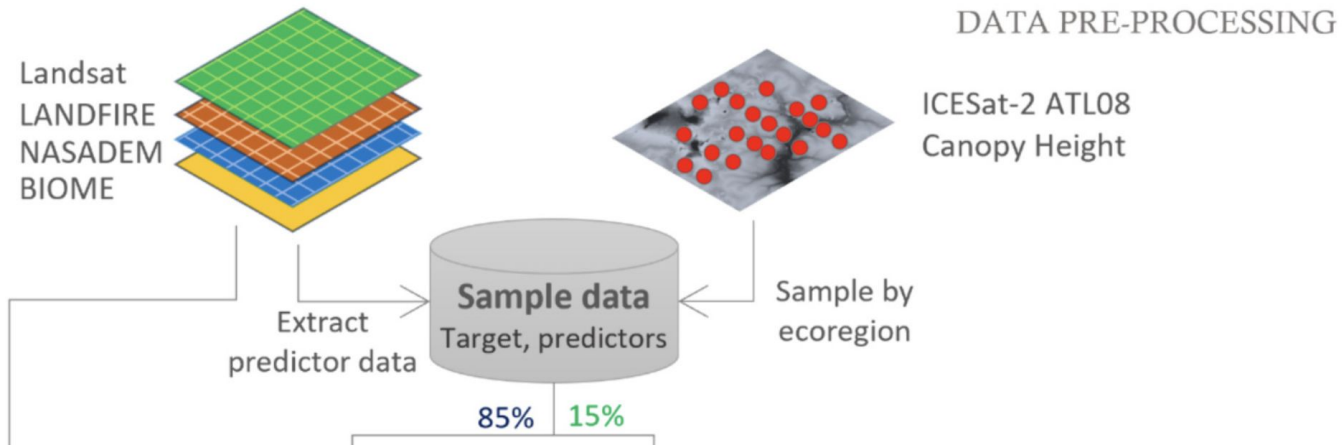 DATA PRE-PROCESSING
Landsat
LANDFIRE
NASADEM
BIOME
ICESat-2 ATL08
Canopy Height
Extract
predictor data
Sample data
Target, predictors
Sample by
ecoregion
85% 15%